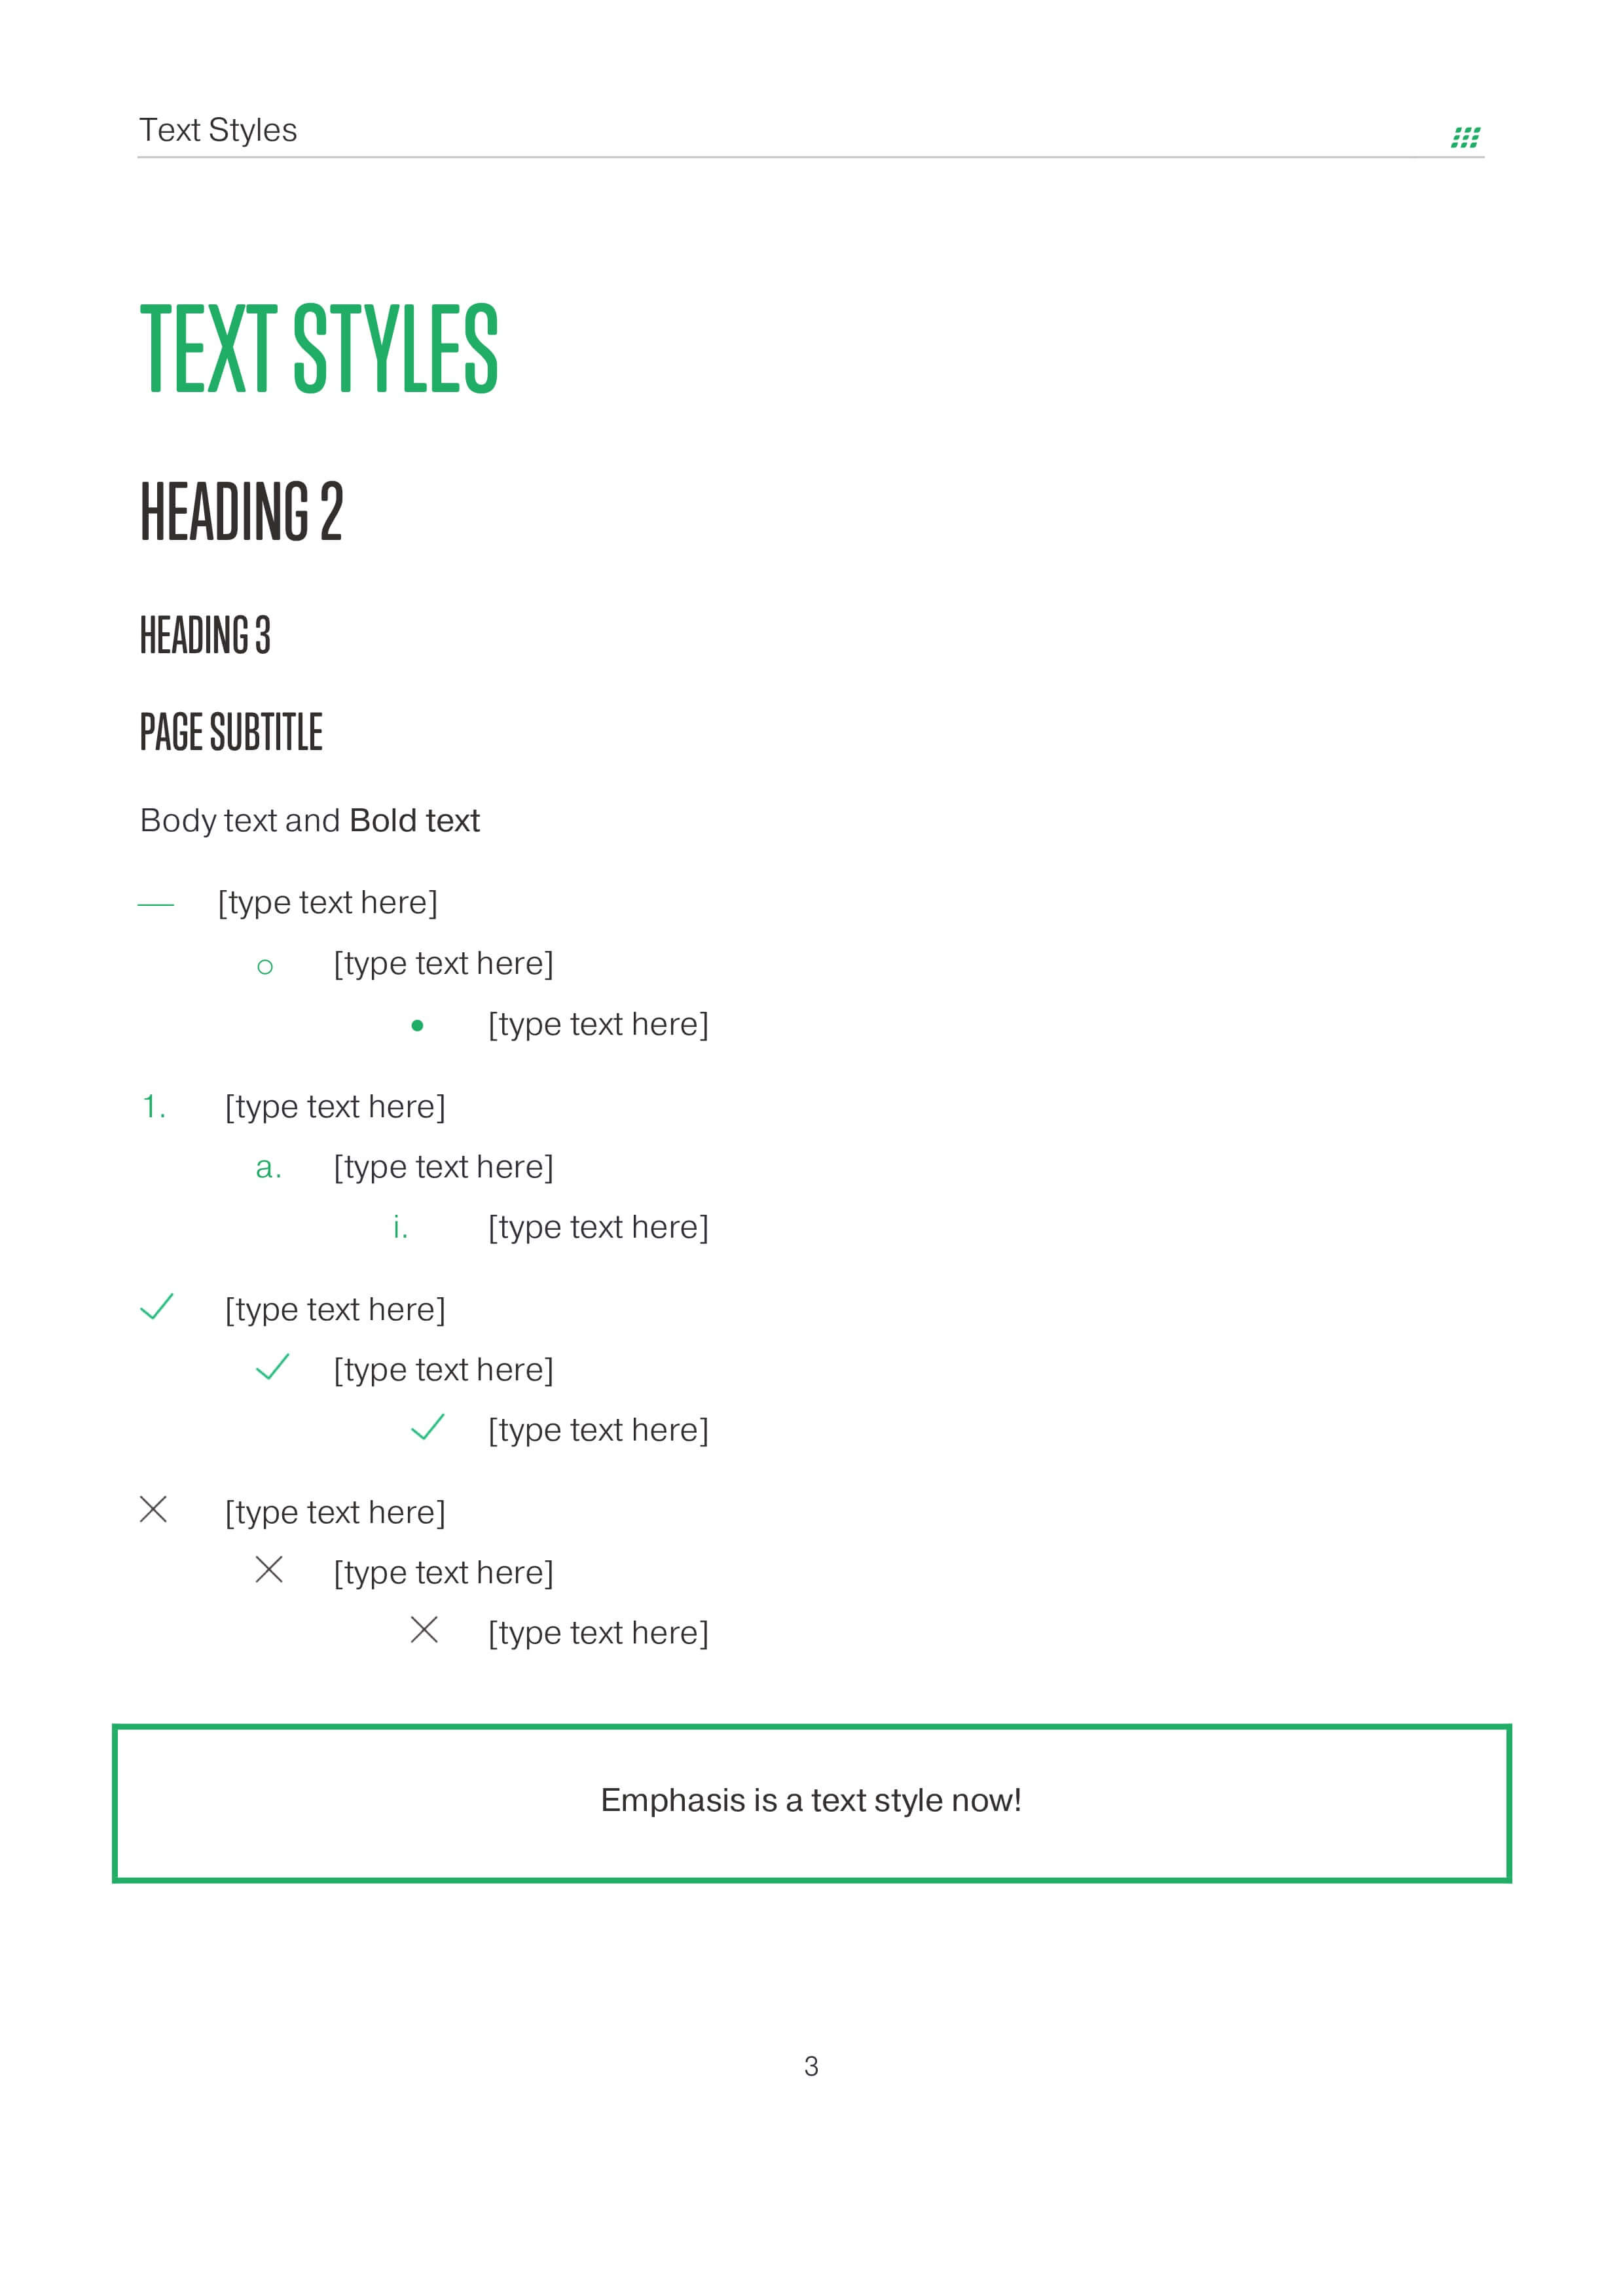 Text Styles
TEXT STYLES
HEADING 2
HEADING 3
PAGE SUBTITLE
Body text and Bold text
— [type text here]
○ [type text here]
• [type text here]
1. [type text here]
a. [type text here]
i. [type text here]
✓ [type text here]
✓ [type text here]
✓ [type text here]
✕ [type text here]
✕ [type text here]
✕ [type text here]
Emphasis is a text style now!
3